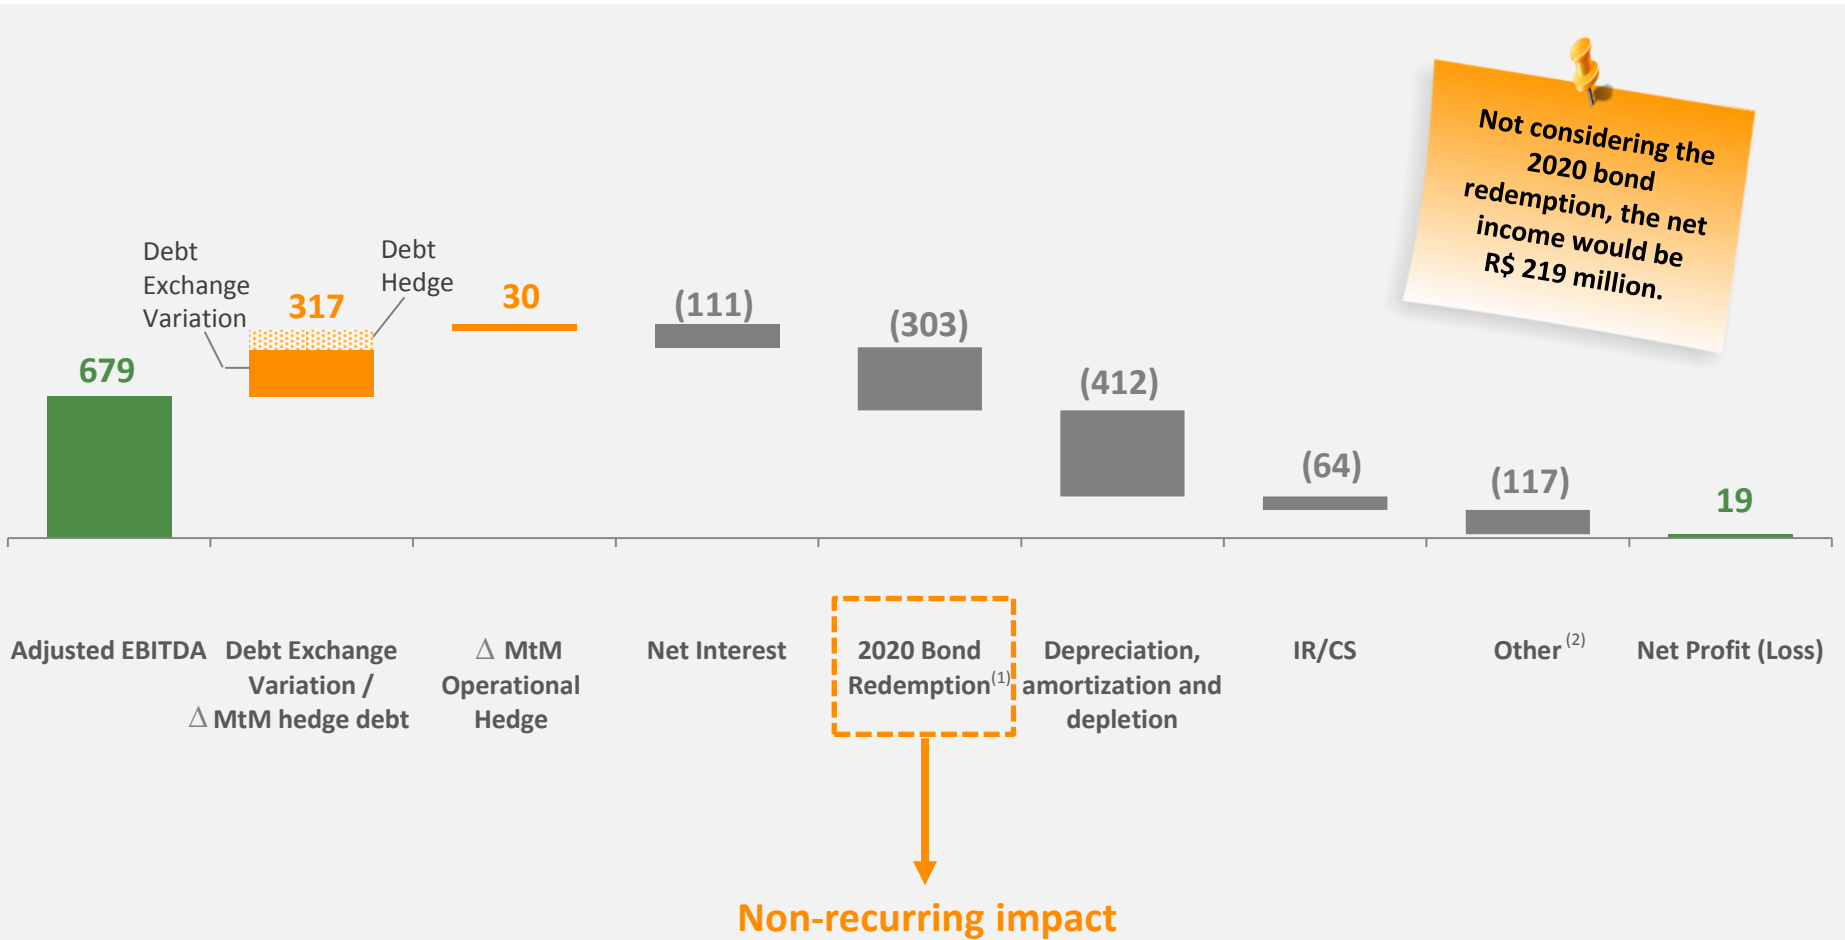 Not considering the
2020 bond
redemption, the net
income would be
R$ 219 million.
Debt
Exchange
Variation
Debt
Hedge
679
317
30
(111)
(303)
(412)
(64)
(117)
19
Adjusted EBITDA
Debt Exchange
Variation /
Δ MtM hedge debt
Δ MtM
Operational
Hedge
Net Interest
2020 Bond
Redemption(1)
Depreciation,
amortization and
depletion
IR/CS
Other (2)
Net Profit (Loss)
Non-recurring impact